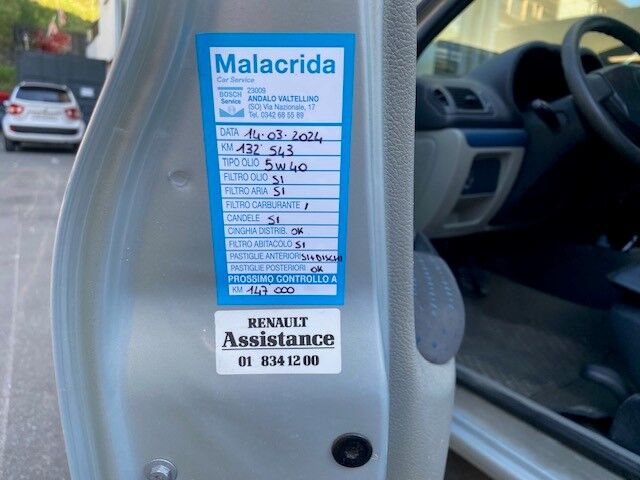 Malacrida
Car Service
BOSCH
Service
23009
ANDALO VALTELLINO
(SO) Via Nazionale, 17
Tel. 0342 68 55 89
DATA 14.03.2024
KM 132 543
TIPO OLIO 5W40
FILTRO OLIO SI
FILTRO ARIA SI
FILTRO CARBURANTE /
CANDELE SI
CINGHIA DISTRIB. OK
FILTRO ABITACOLO SI
PASTIGLIE ANTERIORI SI+DISCHI
PASTIGLIE POSTERIORI OK
PROSSIMO CONTROLLO A
KM 147 000
RENAULT
Assistance
01 834 12 00